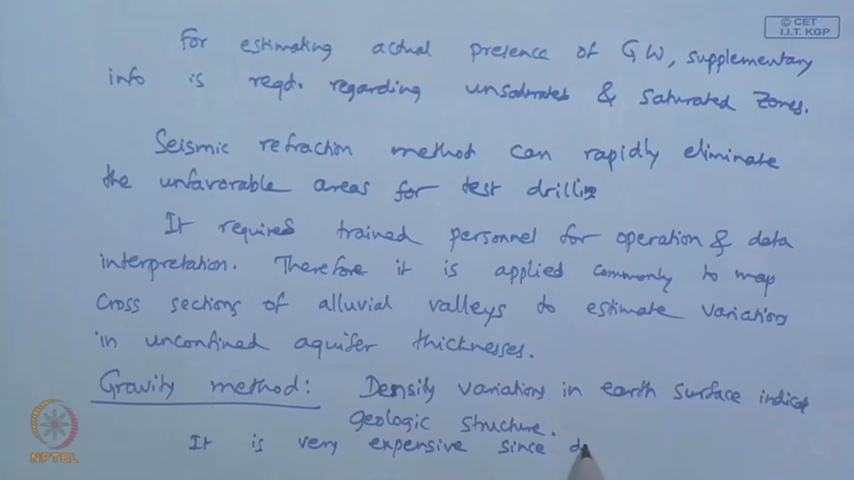 © CET
I.I.T. KGP
For estimating actual presence of GW, supplementary
info is reqd. regarding unsaturated & saturated zones.
Seismic refraction method can rapidly eliminate
the unfavorable areas for test drilling
It requires trained personnel for operation & data
interpretation. Therefore it is applied commonly to map
cross sections of alluvial valleys to estimate variations
in unconfined aquifer thicknesses.
Gravity method: Density variations in earth surface indicate
geologic structure.
It is very expensive since d
NPTEL